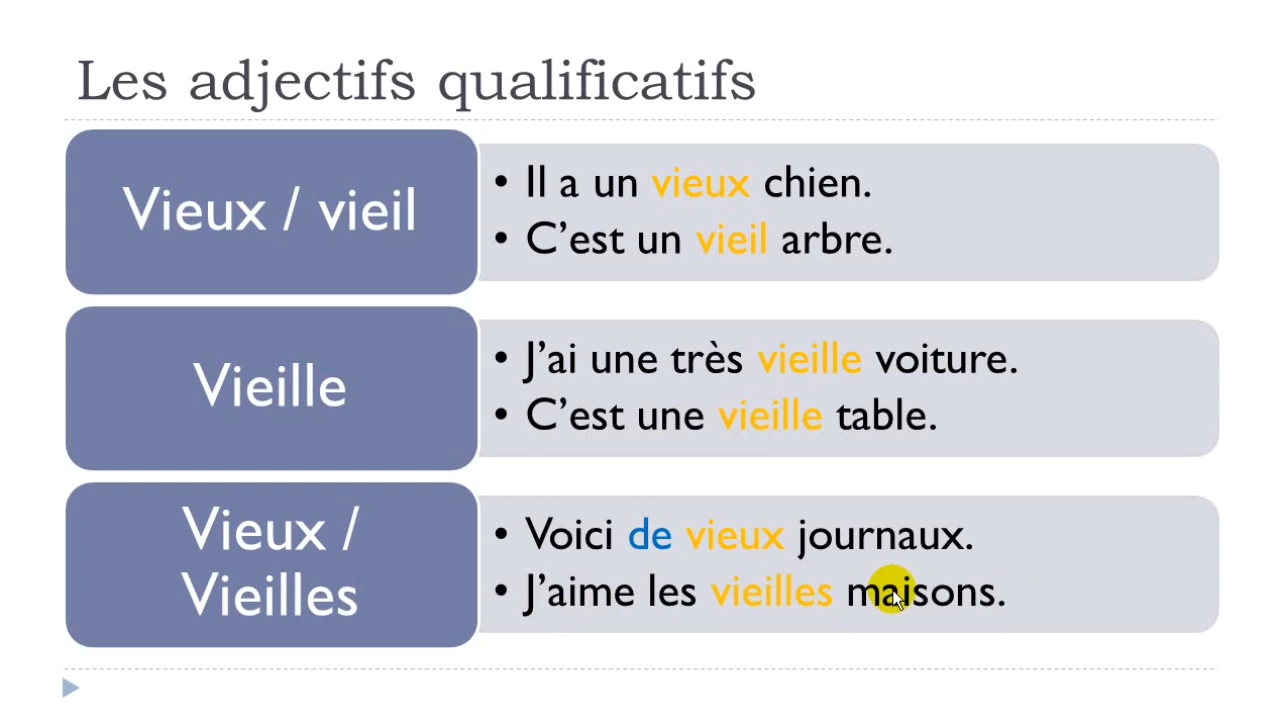 Les adjectifs qualificatifs
Vieux / vieil
• Il a un vieux chien.
• C’est un vieil arbre.
Vieille
• J’ai une très vieille voiture.
• C’est une vieille table.
Vieux /
Vieilles
• Voici de vieux journaux.
• J’aime les vieilles maisons.